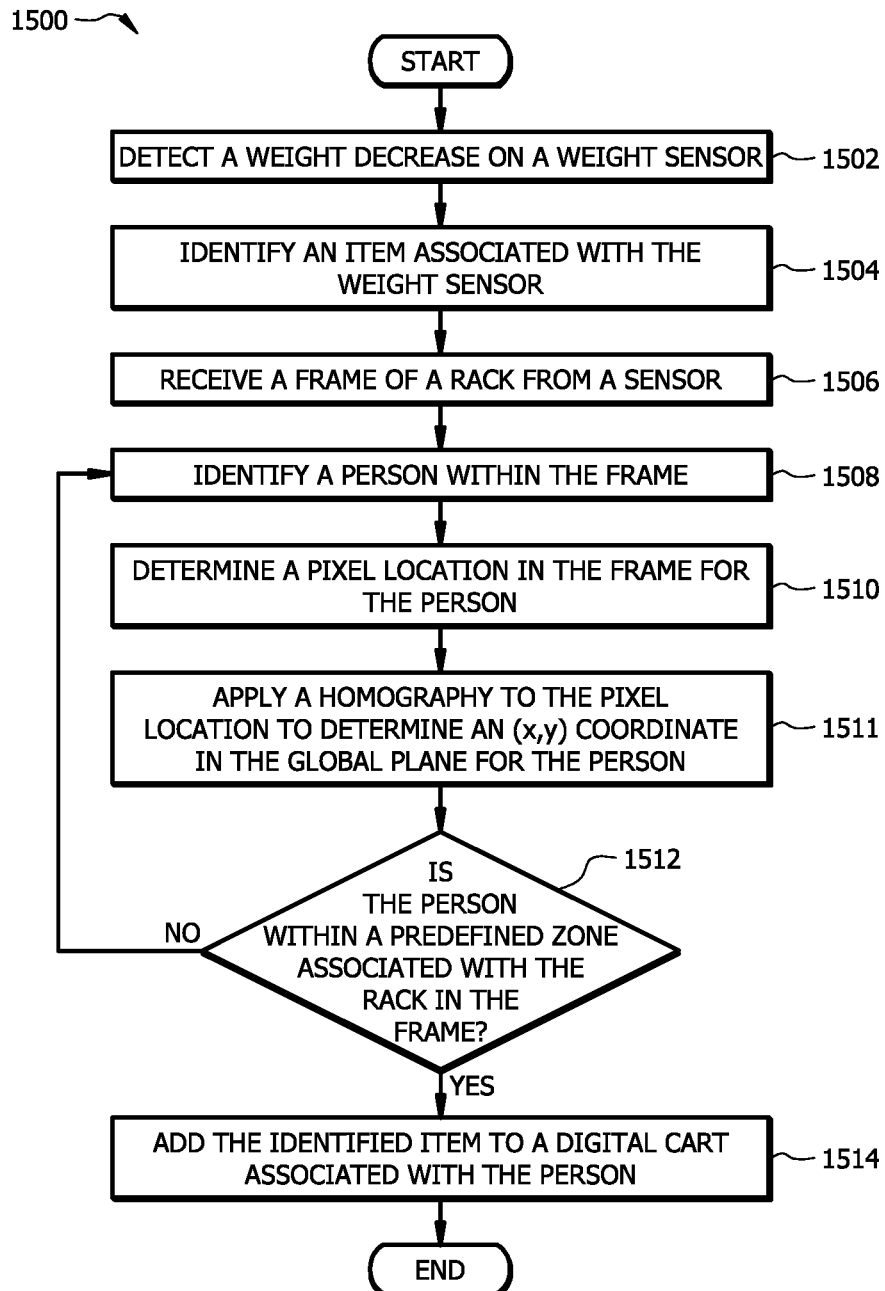 1500
START
DETECT A WEIGHT DECREASE ON A WEIGHT SENSOR
1502
IDENTIFY AN ITEM ASSOCIATED WITH THE
WEIGHT SENSOR
1504
RECEIVE A FRAME OF A RACK FROM A SENSOR
1506
IDENTIFY A PERSON WITHIN THE FRAME
1508
DETERMINE A PIXEL LOCATION IN THE FRAME FOR
THE PERSON
1510
APPLY A HOMOGRAPHY TO THE PIXEL
LOCATION TO DETERMINE AN (x,y) COORDINATE
IN THE GLOBAL PLANE FOR THE PERSON
1511
IS
THE PERSON
WITHIN A PREDEFINED ZONE
ASSOCIATED WITH THE
RACK IN THE
FRAME?
1512
NO
YES
ADD THE IDENTIFIED ITEM TO A DIGITAL CART
ASSOCIATED WITH THE PERSON
1514
END